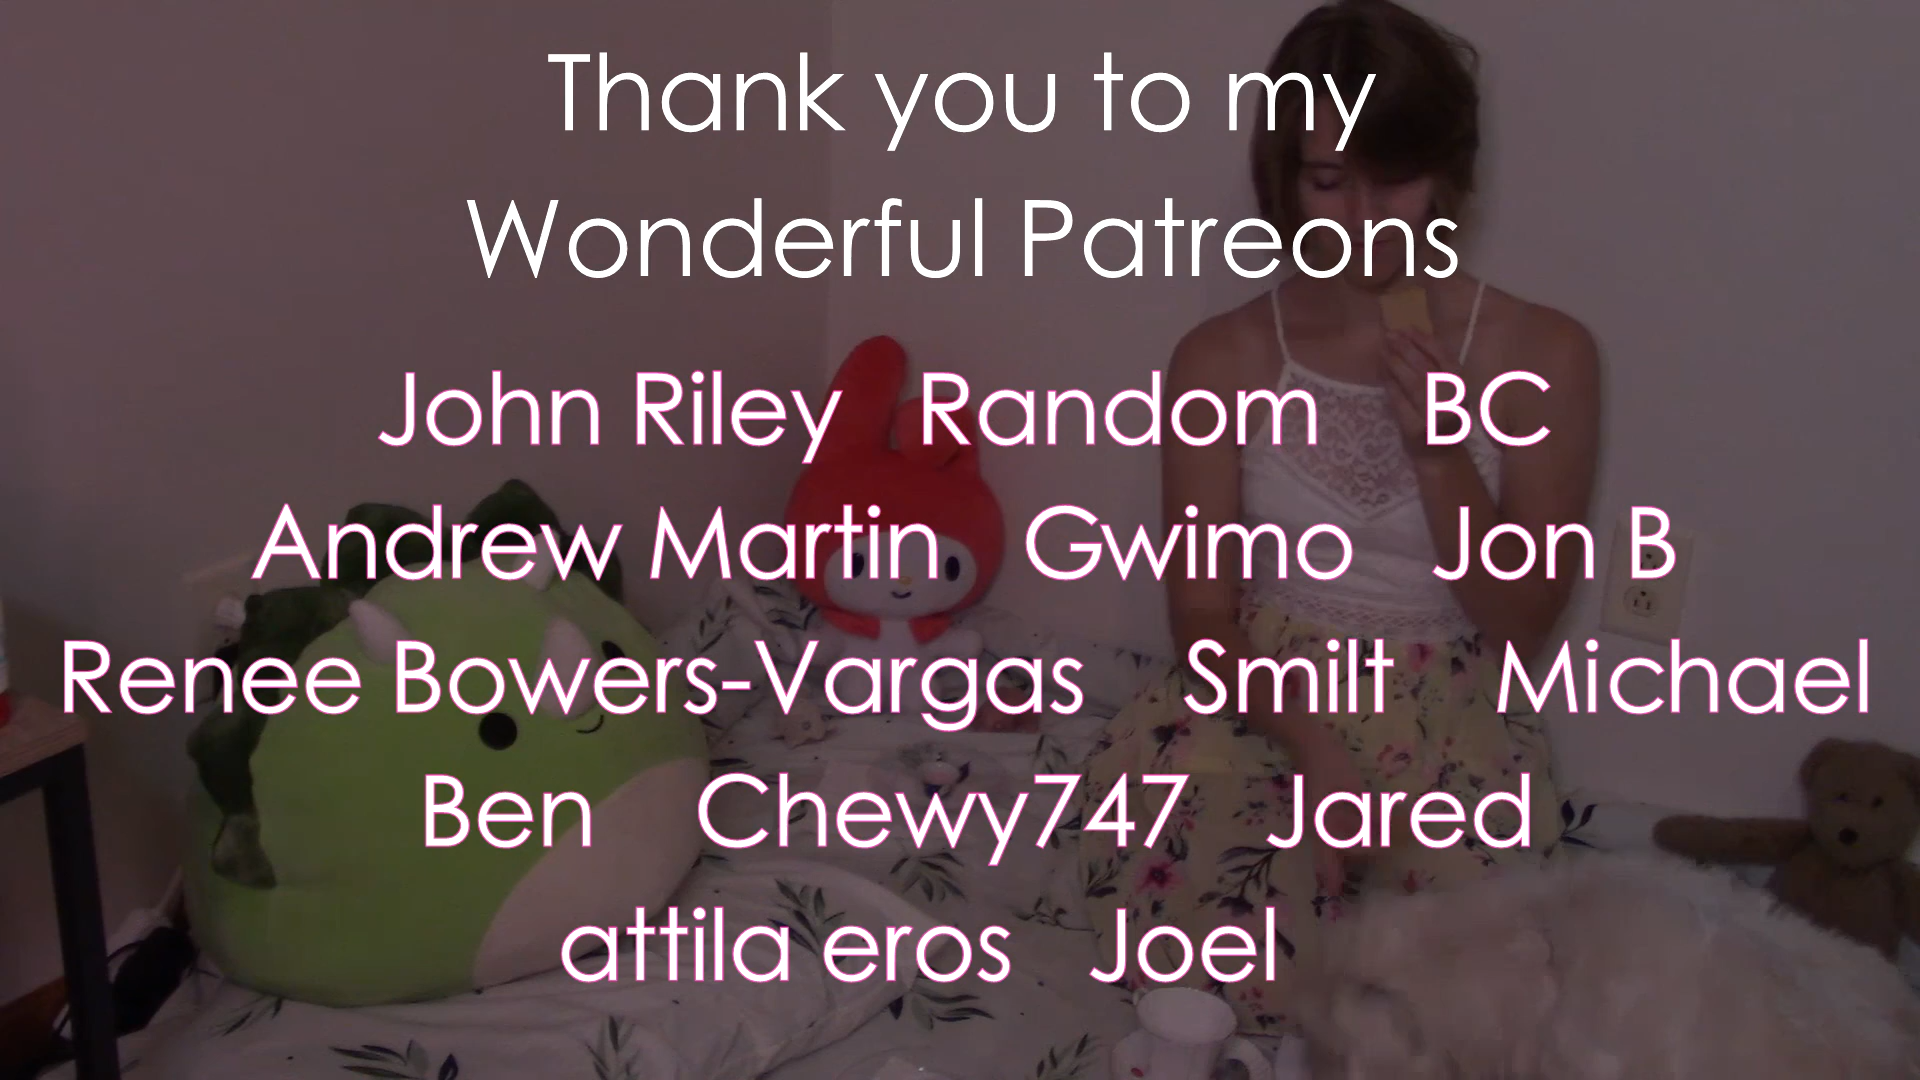 Thank you to my
Wonderful Patreons
John Riley Random BC
Andrew Martin Gwimo Jon B
Renee Bowers-Vargas Smilt Michael
Ben Chewy747 Jared
attila eros Joel